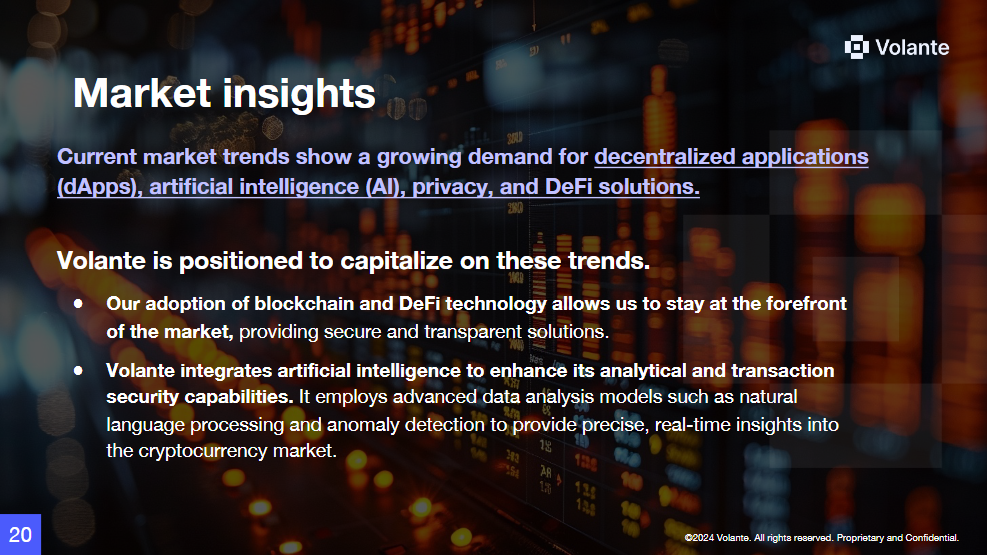 Volante
Market insights
Current market trends show a growing demand for decentralized applications
(dApps), artificial intelligence (AI), privacy, and DeFi solutions.
Volante is positioned to capitalize on these trends.
● Our adoption of blockchain and DeFi technology allows us to stay at the forefront
of the market, providing secure and transparent solutions.
● Volante integrates artificial intelligence to enhance its analytical and transaction
security capabilities. It employs advanced data analysis models such as natural
language processing and anomaly detection to provide precise, real-time insights into
the cryptocurrency market.
20
©2024 Volante. All rights reserved. Proprietary and Confidential.